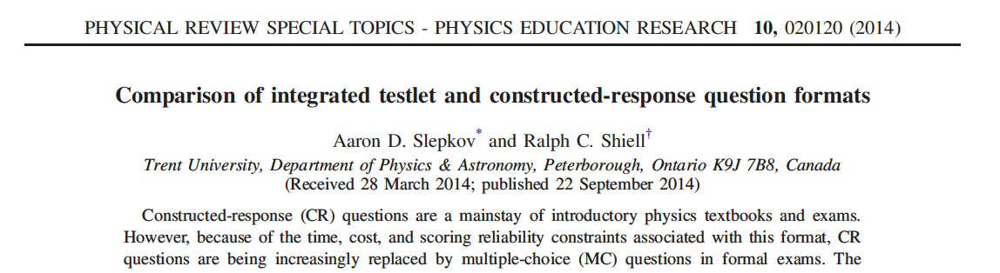 PHYSICAL REVIEW SPECIAL TOPICS - PHYSICS EDUCATION RESEARCH 10, 020120 (2014)
Comparison of integrated testlet and constructed-response question formats
Aaron D. Slepkov* and Ralph C. Shiell†
Trent University, Department of Physics & Astronomy, Peterborough, Ontario K9J 7B8, Canada
(Received 28 March 2014; published 22 September 2014)
Constructed-response (CR) questions are a mainstay of introductory physics textbooks and exams.
However, because of the time, cost, and scoring reliability constraints associated with this format, CR
questions are being increasingly replaced by multiple-choice (MC) questions in formal exams. The